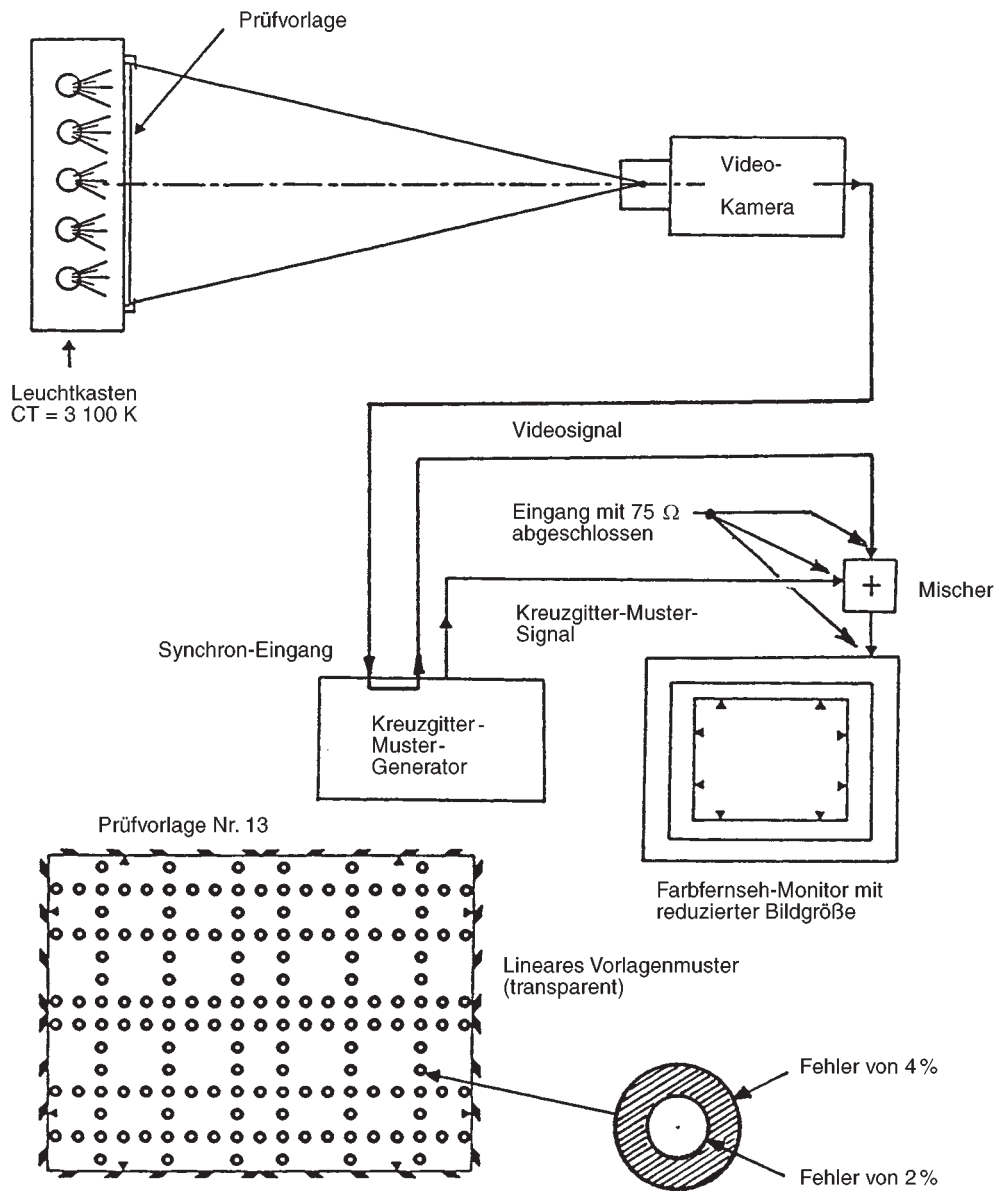 Prüfvorlage
Video-
Kamera
Leuchtkasten
CT = 3 100 K
Videosignal
Eingang mit 75 Ω
abgeschlossen
+
Mischer
Kreuzgitter-Muster-
Signal
Synchron-Eingang
Kreuzgitter-
Muster-
Generator
Prüfvorlage Nr. 13
Farbfernseh-Monitor mit
reduzierter Bildgröße
Lineares Vorlagenmuster
(transparent)
Fehler von 4 %
Fehler von 2 %